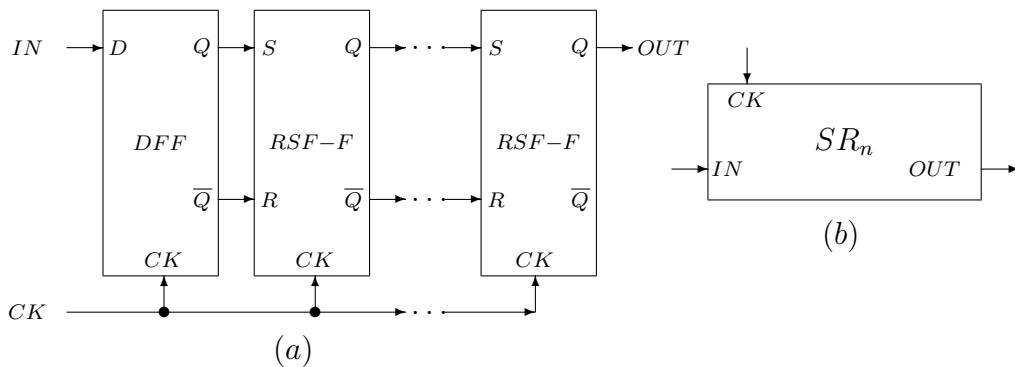 IN D Q S Q · · · S Q OUT
CK
DFF RSF−F RSF−F SRₙ
IN OUT
Q̅ R Q̅ · · · R Q̅
(b)
CK CK CK
CK · · ·
(a)